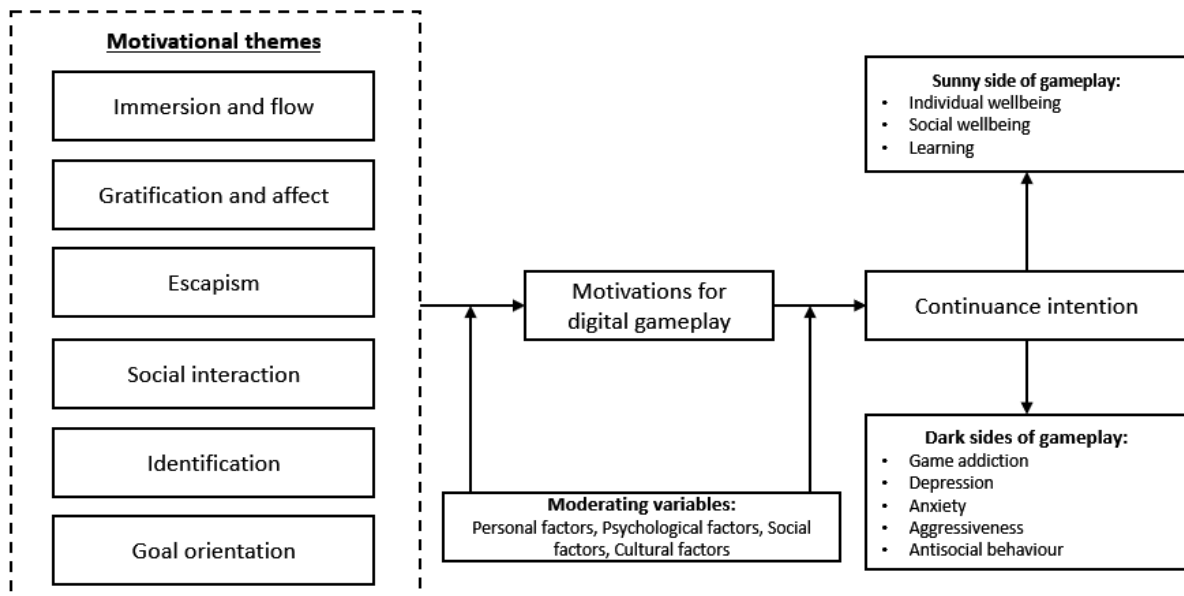 Motivational themes
Immersion and flow
Gratification and affect
Escapism
Social interaction
Identification
Goal orientation
Motivations for
digital gameplay
Moderating variables:
Personal factors, Psychological factors, Social
factors, Cultural factors
Continuance intention
Sunny side of gameplay:
• Individual wellbeing
• Social wellbeing
• Learning
Dark sides of gameplay:
• Game addiction
• Depression
• Anxiety
• Aggressiveness
• Antisocial behaviour